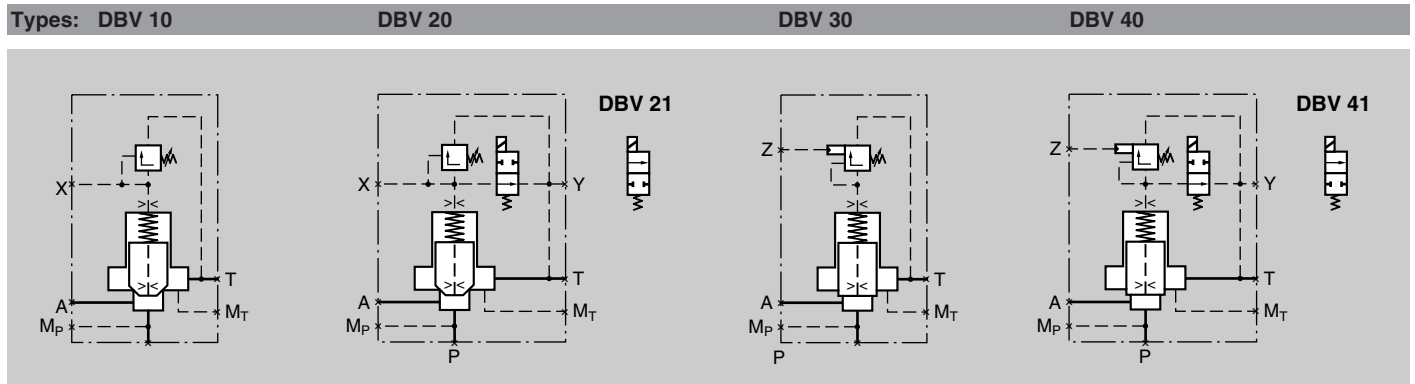 Types: DBV 10 DBV 20 DBV 30 DBV 40
DBV 21 DBV 41
X X Y Z Z Y
T T T T
A A A A
MT MT MT MT
MP MP MP MP
P P P